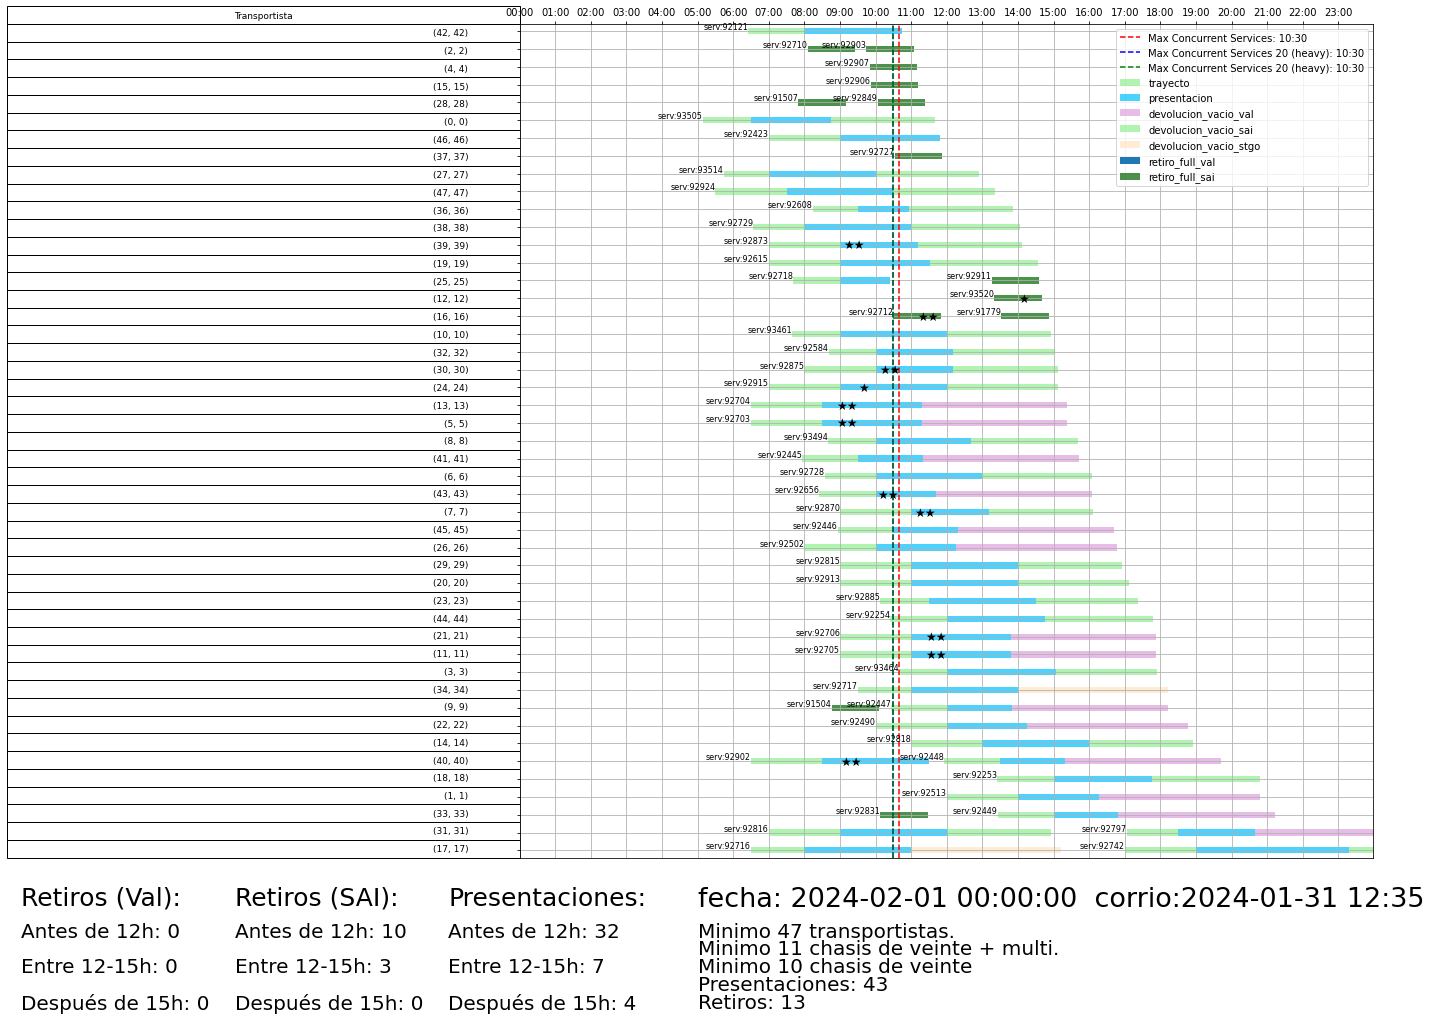 Transportista
00:00 01:00 02:00 03:00 04:00 05:00 06:00 07:00 08:00 09:00 10:00 11:00 12:00 13:00 14:00 15:00 16:00 17:00 18:00 19:00 20:00 21:00 22:00 23:00
Max Concurrent Services: 10:30
Max Concurrent Services 20 (heavy): 10:30
Max Concurrent Services 20 (heavy): 10:30
trayecto
presentacion
devolucion_vacio_val
devolucion_vacio_sai
devolucion_vacio_stgo
retiro_full_val
retiro_full_sai
(42, 42) serv:92121
(2, 2) serv:92710 serv:92903
(4, 4) serv:92907
(15, 15) serv:92906
(28, 28) serv:91507 serv:92849
(0, 0) serv:93505
(46, 46) serv:92423
(37, 37) serv:92727
(27, 27) serv:93514
(47, 47) serv:92924
(36, 36) serv:92608
(38, 38) serv:92729
(39, 39) serv:92873
(19, 19) serv:92615
(25, 25) serv:92718 serv:92911
(12, 12) serv:93520
(16, 16) serv:92712 serv:91779
(10, 10) serv:93461
(32, 32) serv:92584
(30, 30) serv:92875
(24, 24) serv:92915
(13, 13) serv:92704
(5, 5) serv:92703
(8, 8) serv:93494
(41, 41) serv:92445
(6, 6) serv:92728
(43, 43) serv:92656
(7, 7) serv:92870
(45, 45) serv:92446
(26, 26) serv:92502
(29, 29) serv:92815
(20, 20) serv:92913
(23, 23) serv:92885
(44, 44) serv:92254
(21, 21) serv:92706
(11, 11) serv:92705
(3, 3) serv:93464
(34, 34) serv:92717
(9, 9) serv:91504 serv:92447
(22, 22) serv:92490
(14, 14) serv:92818
(40, 40) serv:92902 serv:92448
(18, 18) serv:92253
(1, 1) serv:92513
(33, 33) serv:92831 serv:92449
(31, 31) serv:92816 serv:92797
(17, 17) serv:92716 serv:92742
Retiros (Val):
Antes de 12h: 0
Entre 12-15h: 0
Después de 15h: 0
Retiros (SAI):
Antes de 12h: 10
Entre 12-15h: 3
Después de 15h: 0
Presentaciones:
Antes de 12h: 32
Entre 12-15h: 7
Después de 15h: 4
fecha: 2024-02-01 00:00:00 corrio:2024-01-31 12:35
Minimo 47 transportistas.
Minimo 11 chasis de veinte + multi.
Minimo 10 chasis de veinte
Presentaciones: 43
Retiros: 13